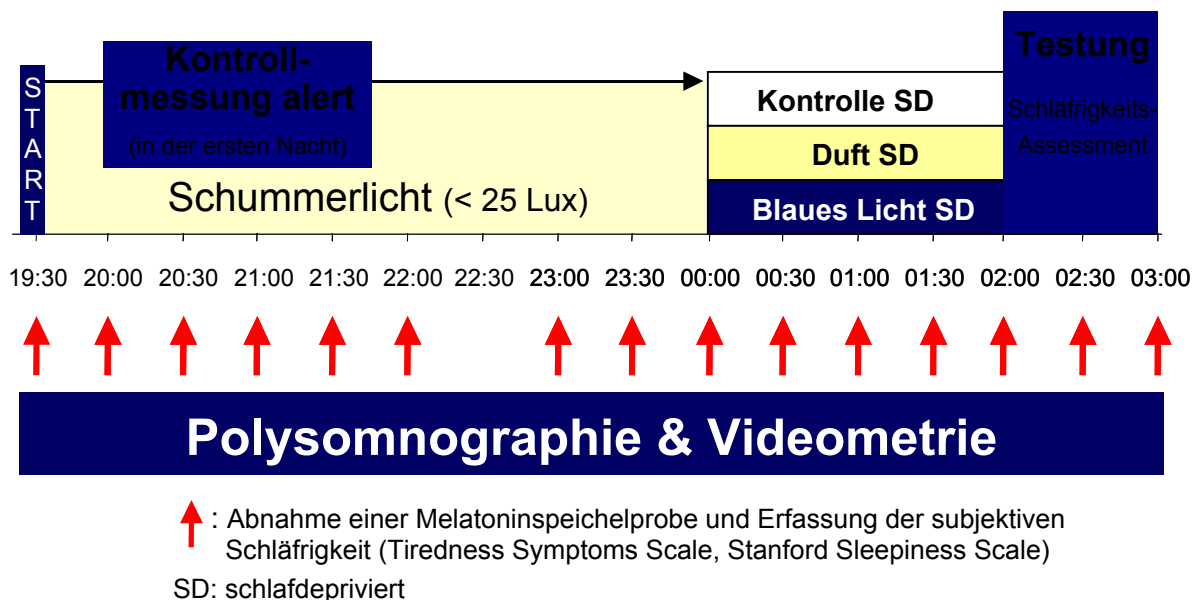 START
Kontroll-
messung alert
(in der ersten Nacht)
Schummerlicht (< 25 Lux)
Kontrolle SD
Duft SD
Blaues Licht SD
Testung
Schläfrigkeits-
Assessment
19:30 20:00 20:30 21:00 21:30 22:00 22:30 23:00 23:30 00:00 00:30 01:00 01:30 02:00 02:30 03:00
Polysomnographie & Videometrie
: Abnahme einer Melatoninspeichelprobe und Erfassung der subjektiven
Schläfrigkeit (Tiredness Symptoms Scale, Stanford Sleepiness Scale)
SD: schlafdepriviert